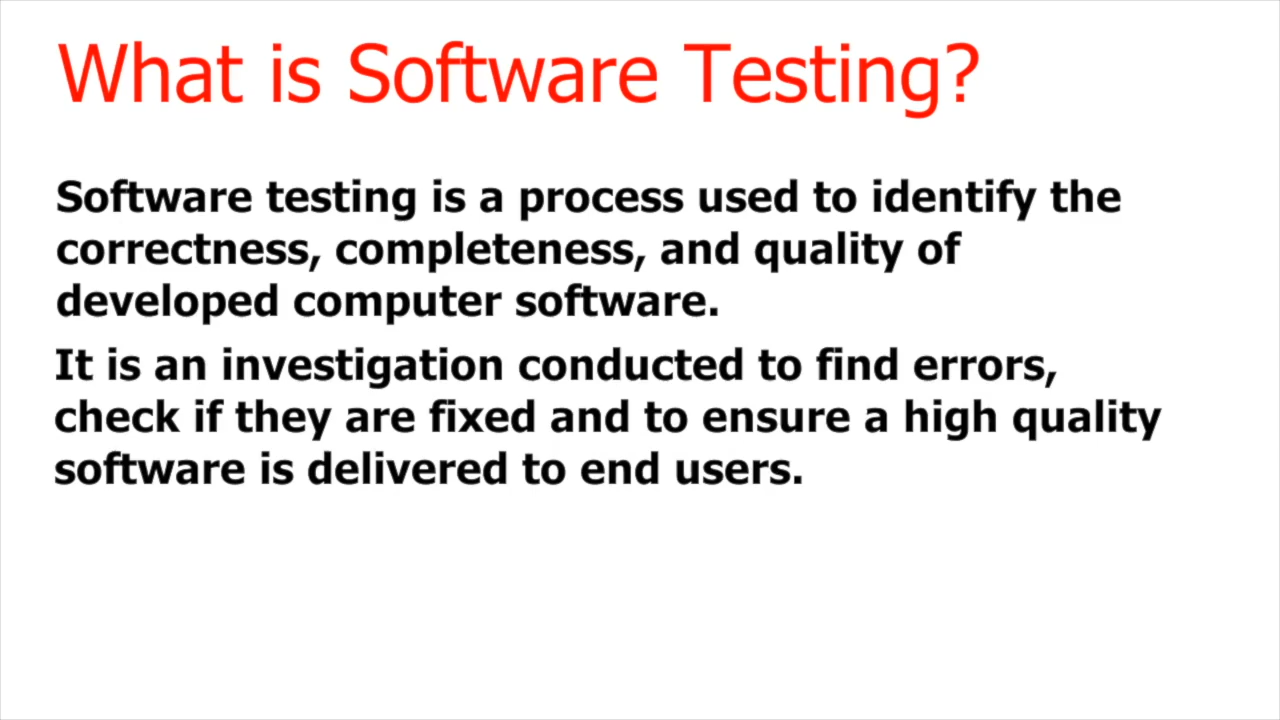 What is Software Testing?
Software testing is a process used to identify the
correctness, completeness, and quality of
developed computer software.
It is an investigation conducted to find errors,
check if they are fixed and to ensure a high quality
software is delivered to end users.